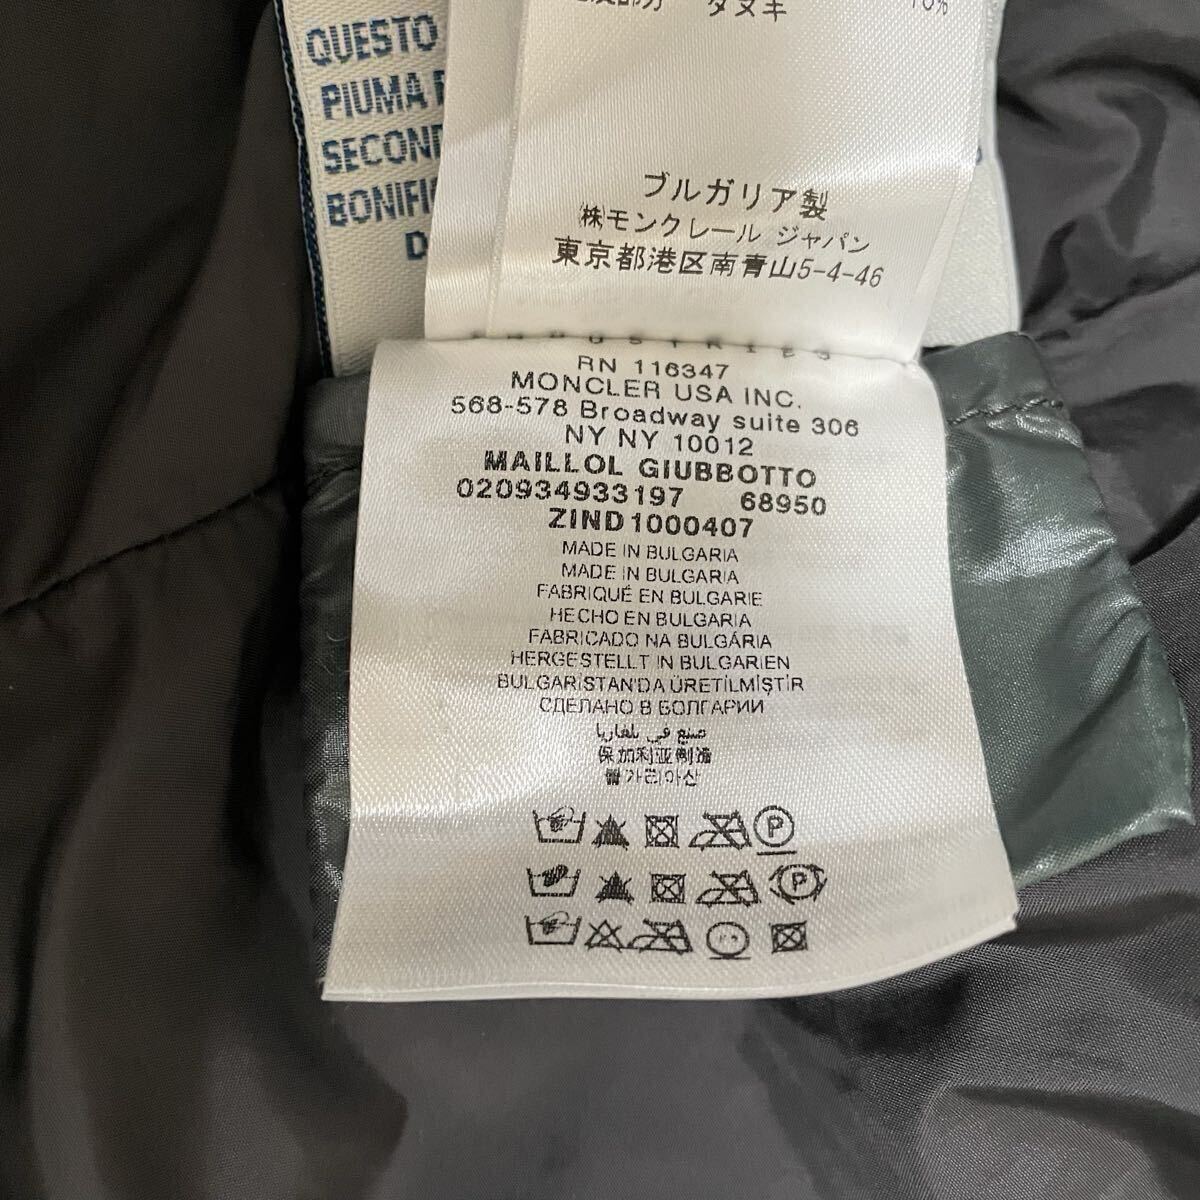 QUESTO
PIUMA
SECOND
BONIFI
D
タヌキ
ブルガリア製
㈱モンクレール ジャパン
東京都港区南青山5-4-46
INDUSTRIES
RN 116347
MONCLER USA INC.
568-578 Broadway suite 306
NY NY 10012
MAILLOL GIUBBOTTO
020934933197 68950
ZIND1000407
MADE IN BULGARIA
MADE IN BULGARIA
FABRIQUÉ EN BULGARIE
HECHO EN BULGARIA
FABRICADO NA BULGÁRIA
HERGESTELLT IN BULGARIEN
BULGARİSTAN'DA ÜRETİLMİŞTİR
СДЕЛАНО В БОЛГАРИИ
صنع في بلغاريا
保加利亚制造
불가리아산
P
P